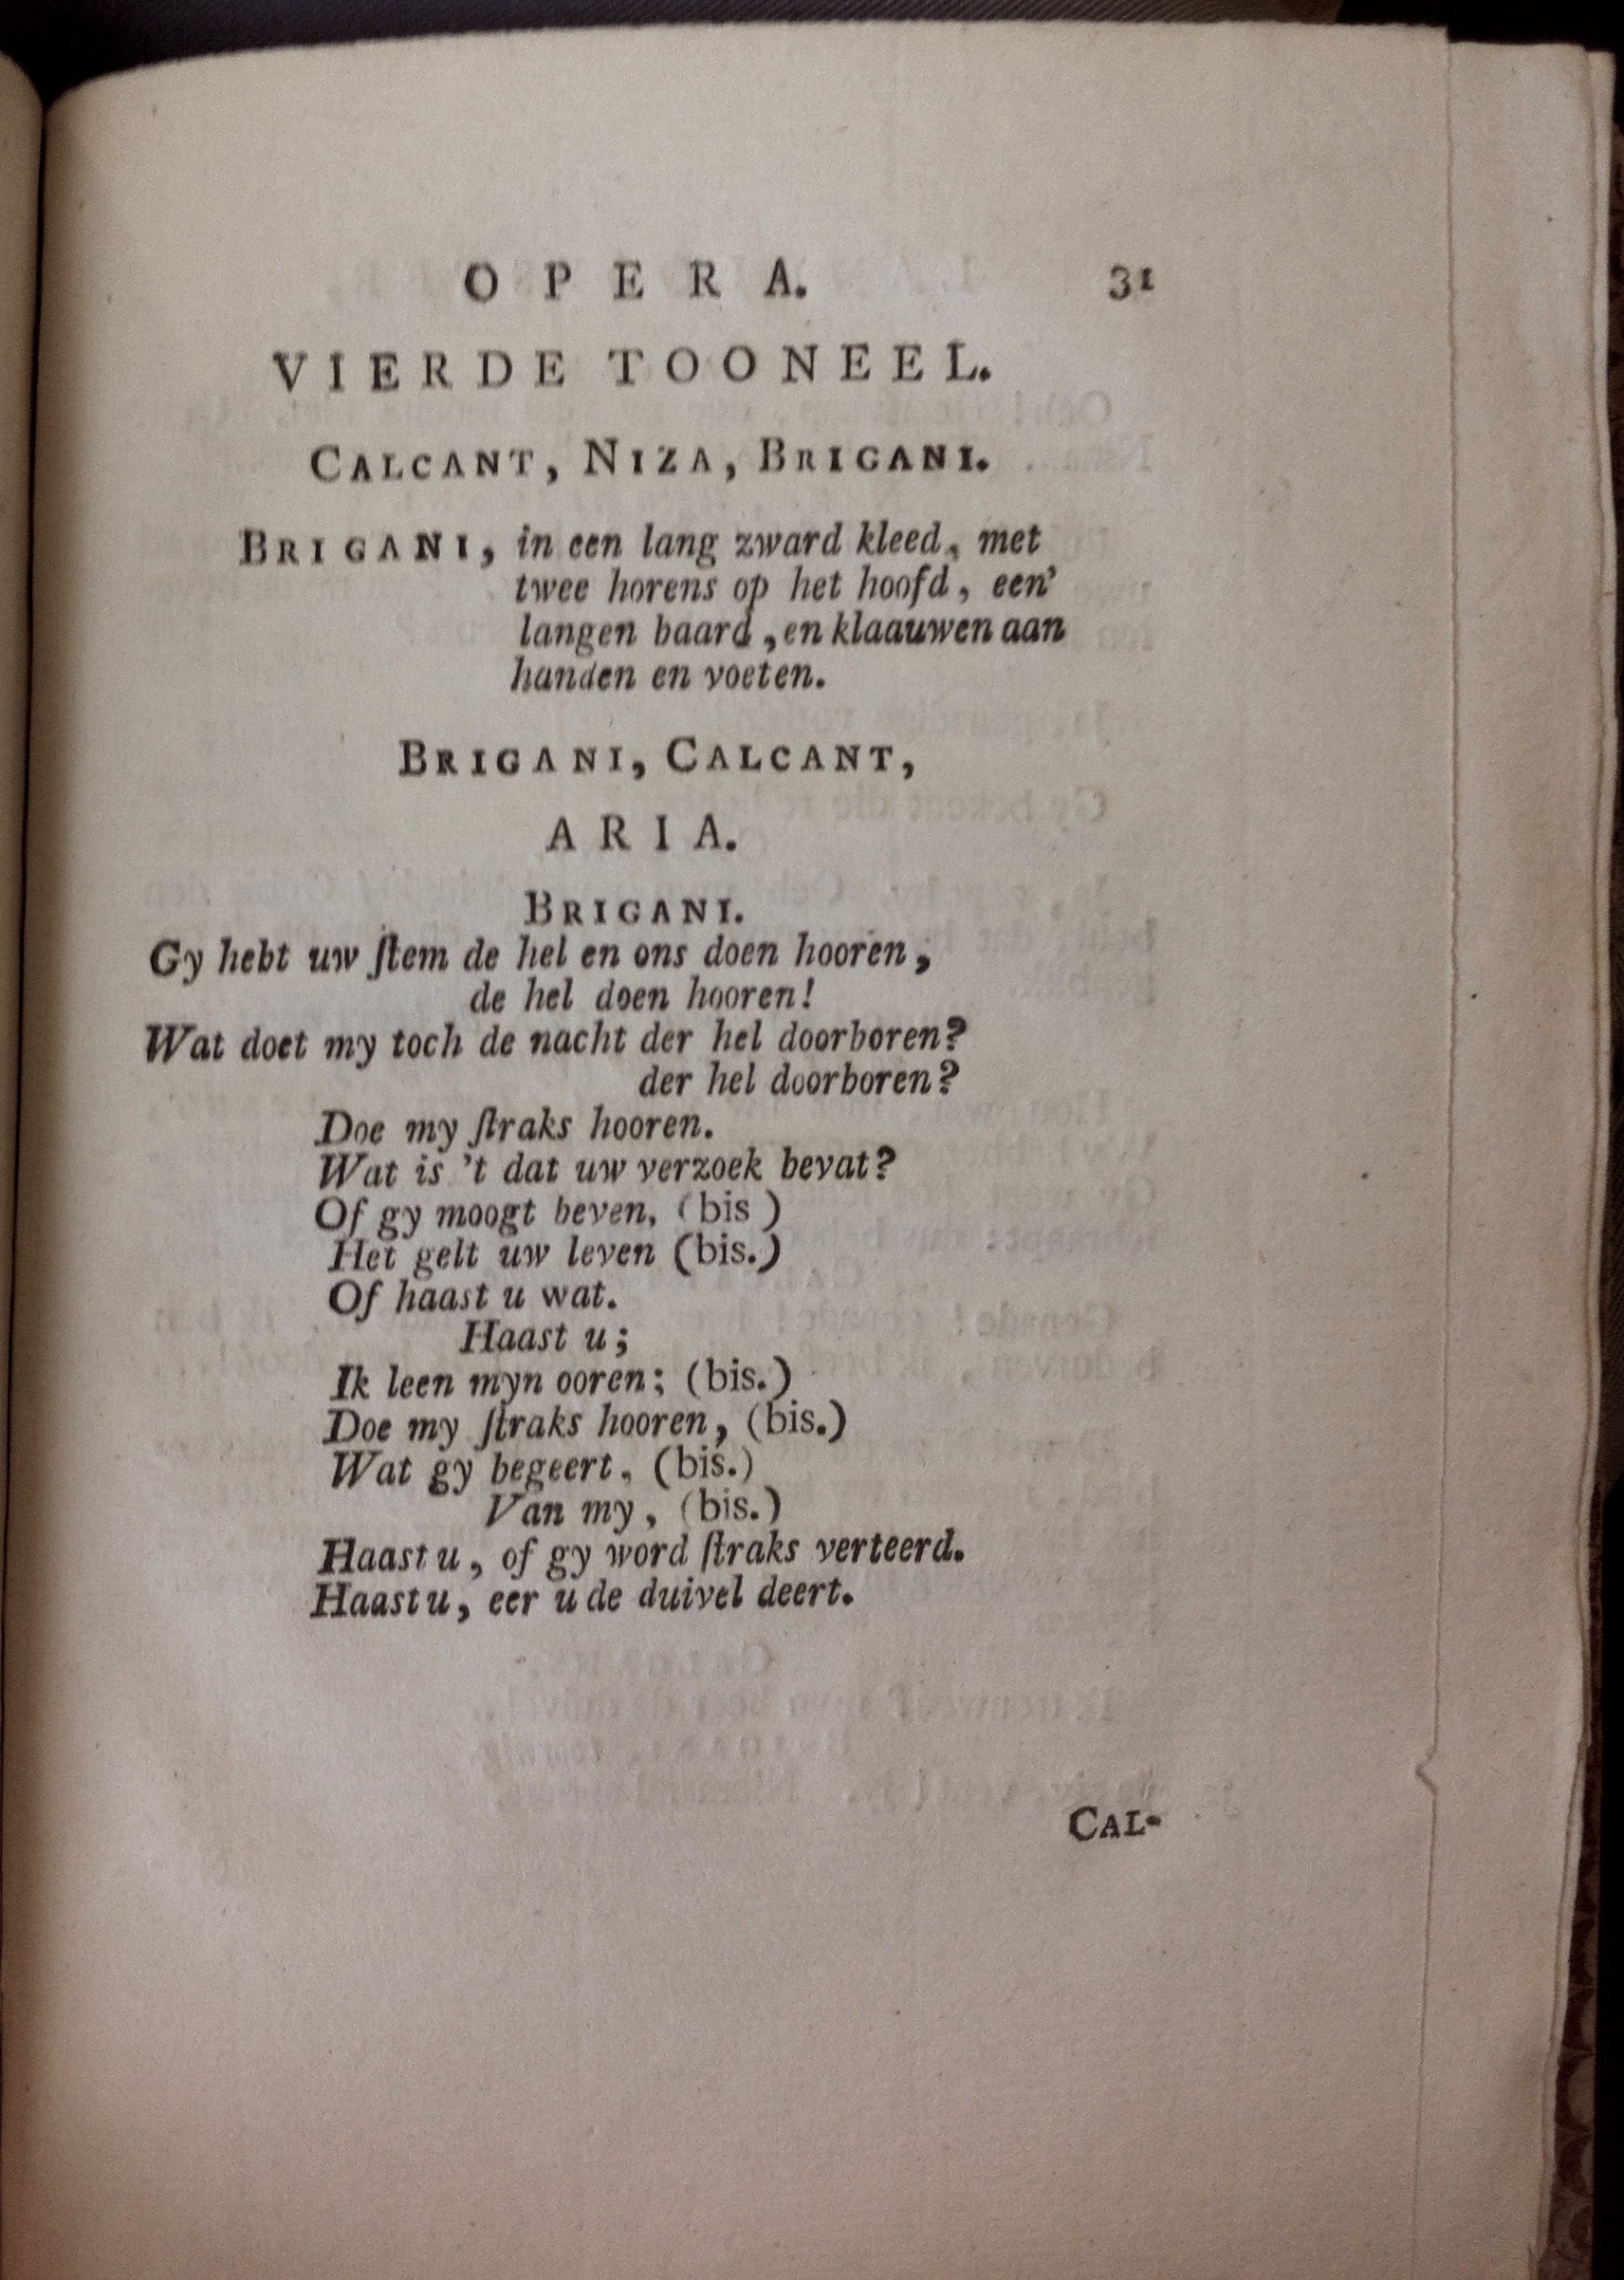 OPERA. 31
VIERDE TOONEEL.
CALCANT, NIZA, BRIGANI.
BRIGANI, in een lang zward kleed, met
twee horens op het hoofd, een'
langen baard, en klaauwen aan
handen en voeten.
BRIGANI, CALCANT,
ARIA.
BRIGANI.
Gy hebt uw ſtem de hel en ons doen hooren,
de hel doen hooren!
Wat doet my toch de nacht der hel doorboren?
der hel doorboren?
Doe my ſtraks hooren.
Wat is 't dat uw verzoek bevat?
Of gy moogt beven, (bis )
Het gelt uw leven (bis.)
Of haast u wat.
Haast u;
Ik leen myn ooren; (bis.)
Doe my ſtraks hooren, (bis.)
Wat gy begeert, (bis.)
Van my, (bis.)
Haast u, of gy word ſtraks verteerd.
Haast u, eer u de duivel deert.
CAL-